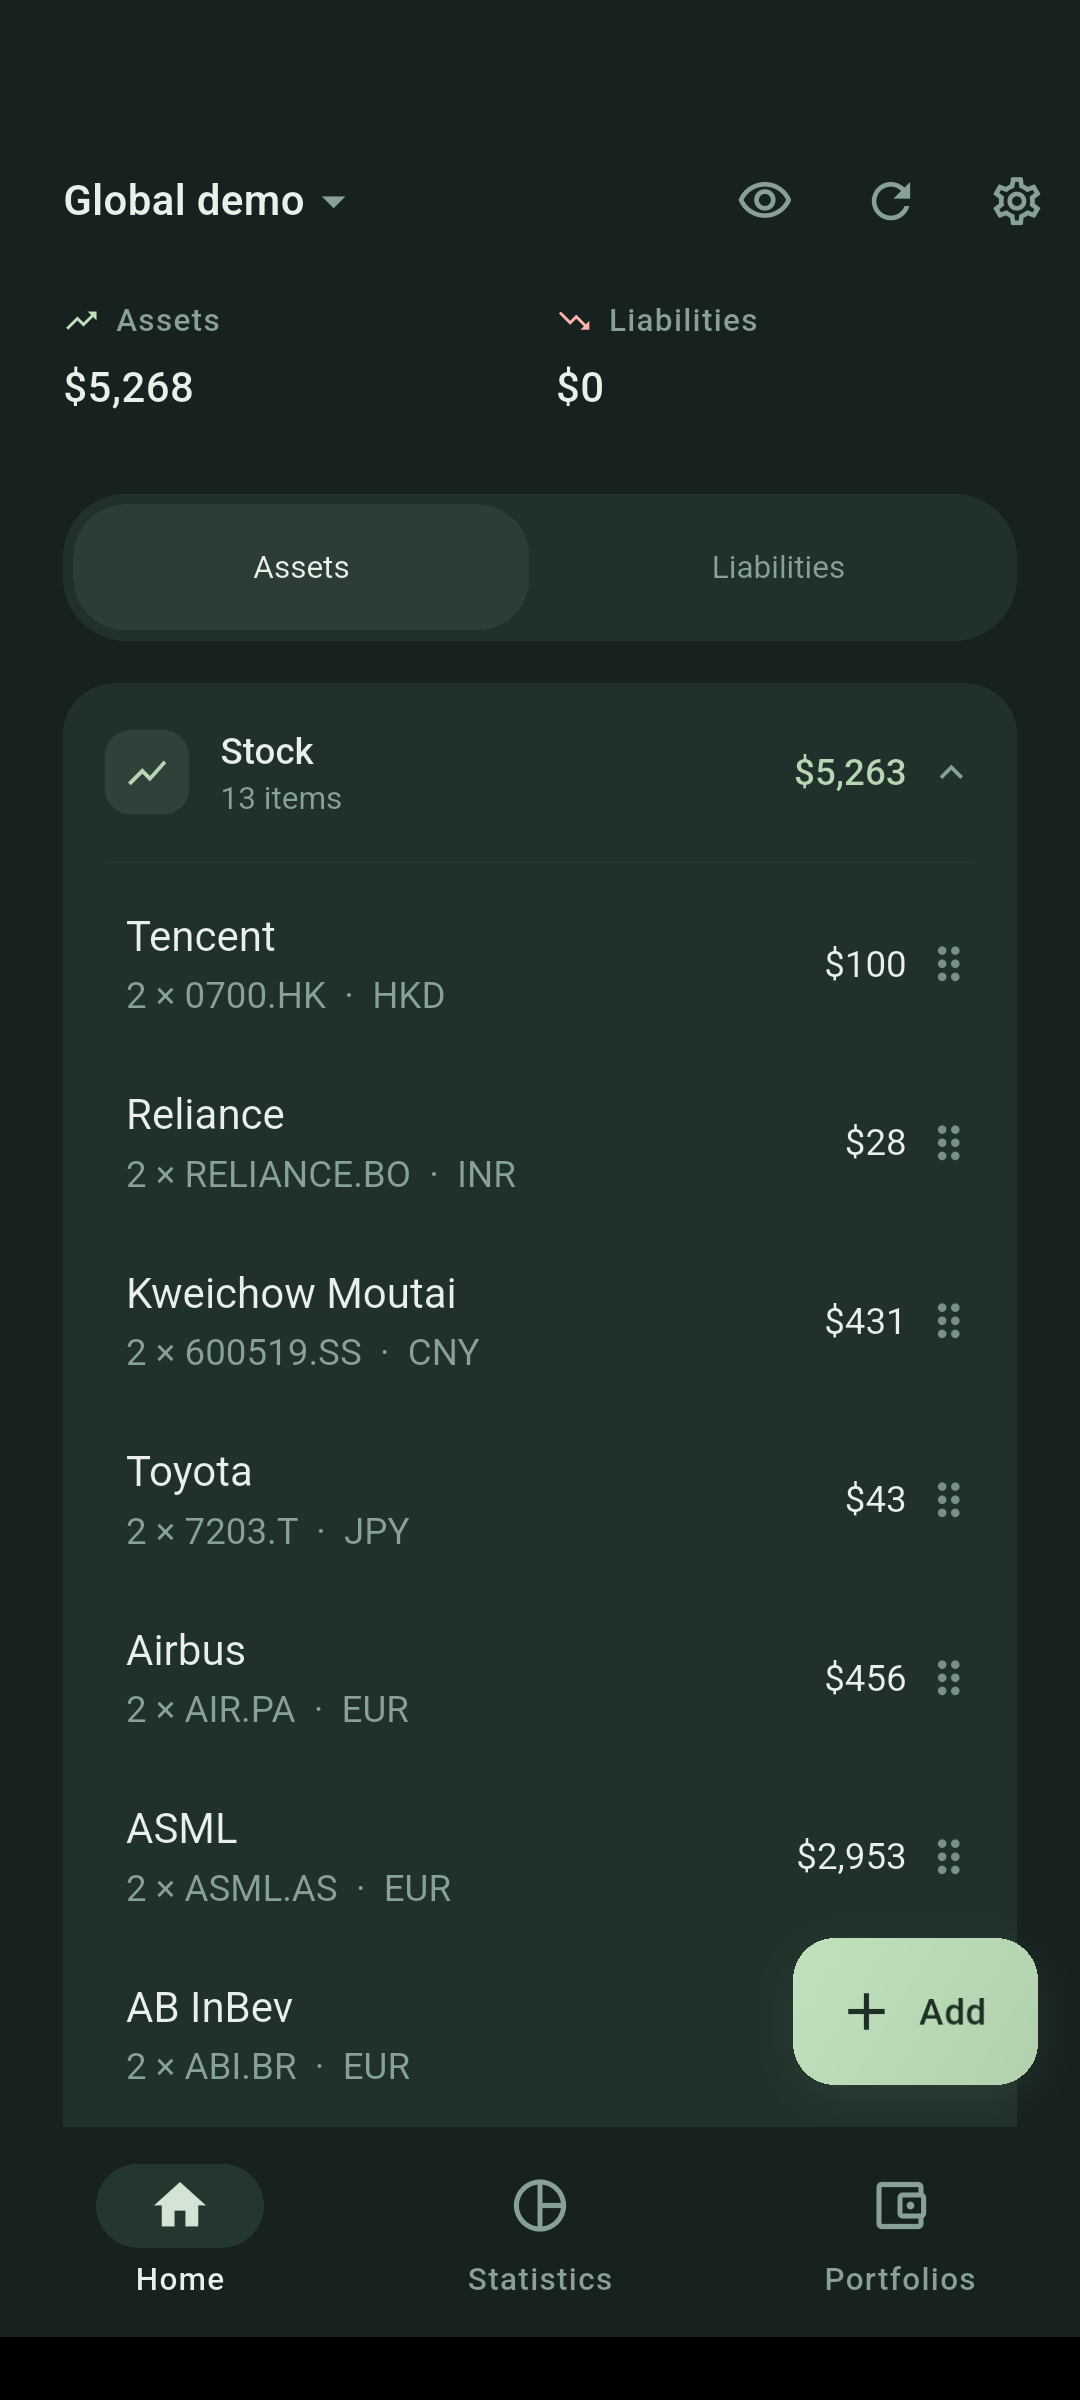 Global demo
Assets
Liabilities
$5,268
$0
Assets
Liabilities
Stock
13 items
$5,263
Tencent
2 × 0700.HK · HKD
$100
Reliance
2 × RELIANCE.BO · INR
$28
Kweichow Moutai
2 × 600519.SS · CNY
$431
Toyota
2 × 7203.T · JPY
$43
Airbus
2 × AIR.PA · EUR
$456
ASML
2 × ASML.AS · EUR
$2,953
AB InBev
2 × ABI.BR · EUR
Add
Home
Statistics
Portfolios